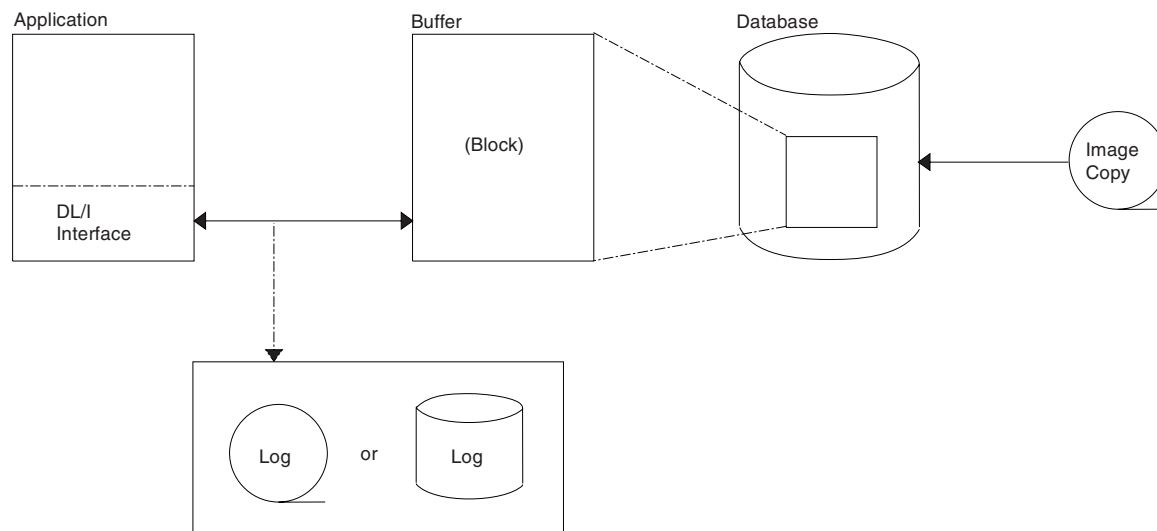 Application
Buffer
Database
(Block)
Image
Copy
DL/I
Interface
Log
or
Log